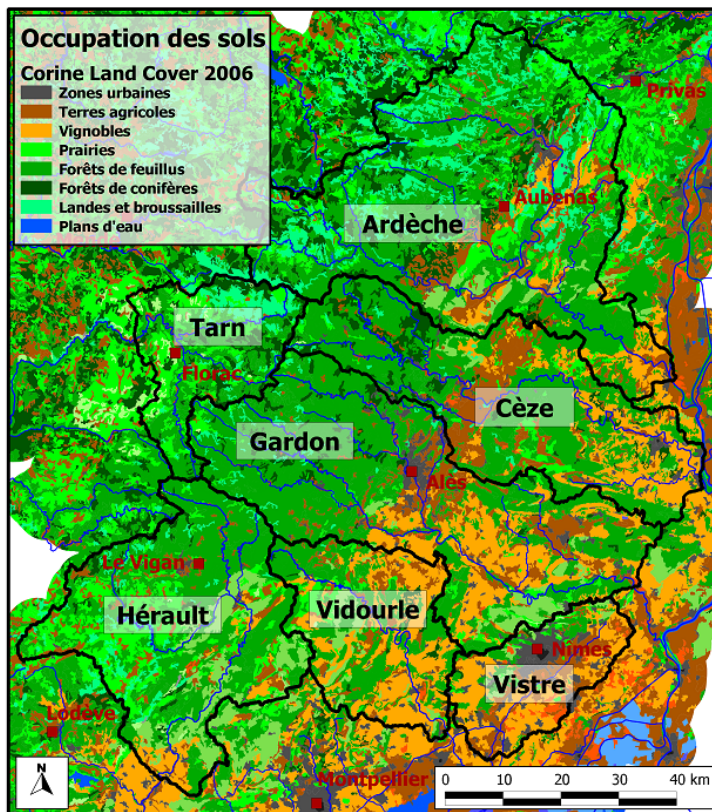 Occupation des sols
Corine Land Cover 2006
Zones urbaines
Terres agricoles
Vignobles
Prairies
Forêts de feuillus
Forêts de conifères
Landes et broussailles
Plans d'eau
Privas
Aubenas
Ardèche
Tarn
Florac
Cèze
Gardon
Alès
Le Vigan
Hérault
Vidourle
Nîmes
Vistre
Lodève
Montpellier
N
0 10 20 30 40 km